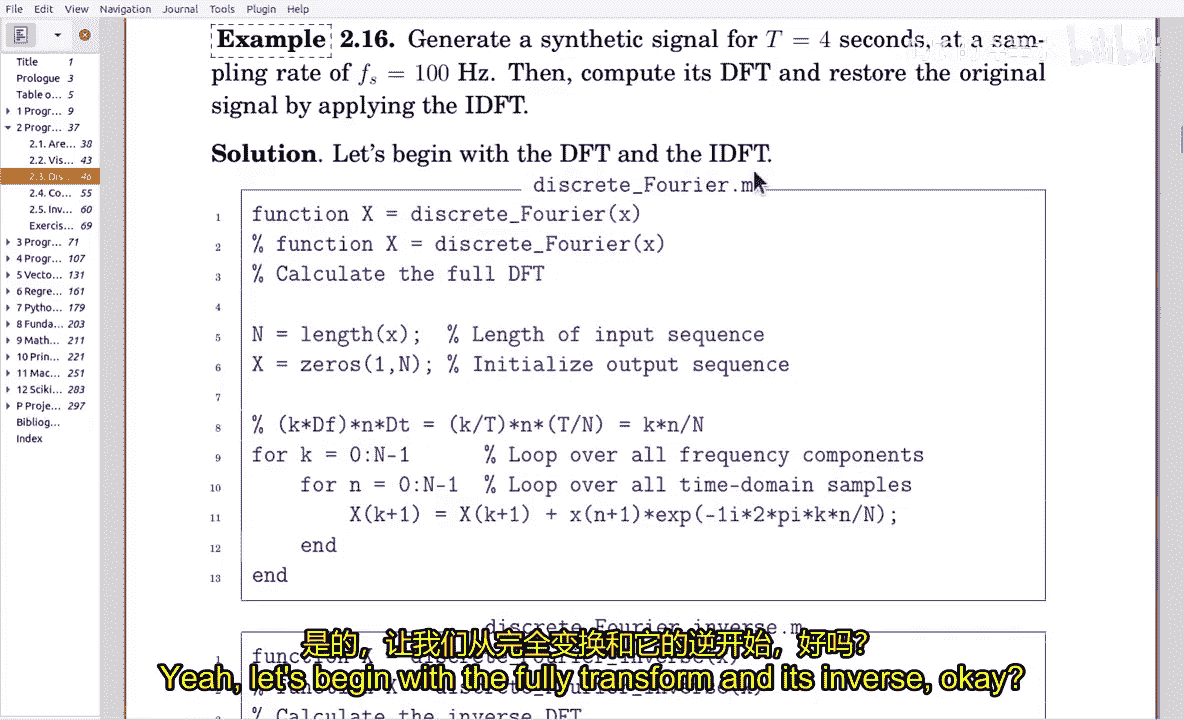 File Edit View Navigation Journal Tools Plugin Help
Title 1
Prologue 3
Table o... 5
1 Progr... 9
2 Progr... 37
2.1. Are... 38
2.2. Vis... 43
2.3. Dis... 46
2.4. Co... 55
2.5. Inv... 60
Exercis... 69
3 Progr... 71
4 Progr... 107
5 Vecto... 131
6 Regre... 161
7 Pytho... 179
8 Funda... 203
9 Math... 211
10 Prin... 221
11 Mac... 251
12 Sciki... 283
P Proje... 297
Bibliog...
Index
Example 2.16. Generate a synthetic signal for T = 4 seconds, at a sam-
pling rate of fs = 100 Hz. Then, compute its DFT and restore the original
signal by applying the IDFT.
Solution. Let's begin with the DFT and the IDFT.
discrete_Fourier.m
1 function X = discrete_Fourier(x)
2 % function X = discrete_Fourier(x)
3 % Calculate the full DFT
4
5 N = length(x); % Length of input sequence
6 X = zeros(1,N); % Initialize output sequence
7
8 % (k*Df)*n*Dt = (k/T)*n*(T/N) = k*n/N
9 for k = 0:N-1 % Loop over all frequency components
10 for n = 0:N-1 % Loop over all time-domain samples
11 X(k+1) = X(k+1) + x(n+1)*exp(-1i*2*pi*k*n/N);
12 end
13 end
discrete_Fourier_inverse.m
1 function X = discrete_Fourier_inverse(x)
是的，让我们从完全变换和它的逆开始，好吗？
Yeah, let's begin with the fully transform and its inverse, okay?
% Calculate the inverse DFT
bilibili